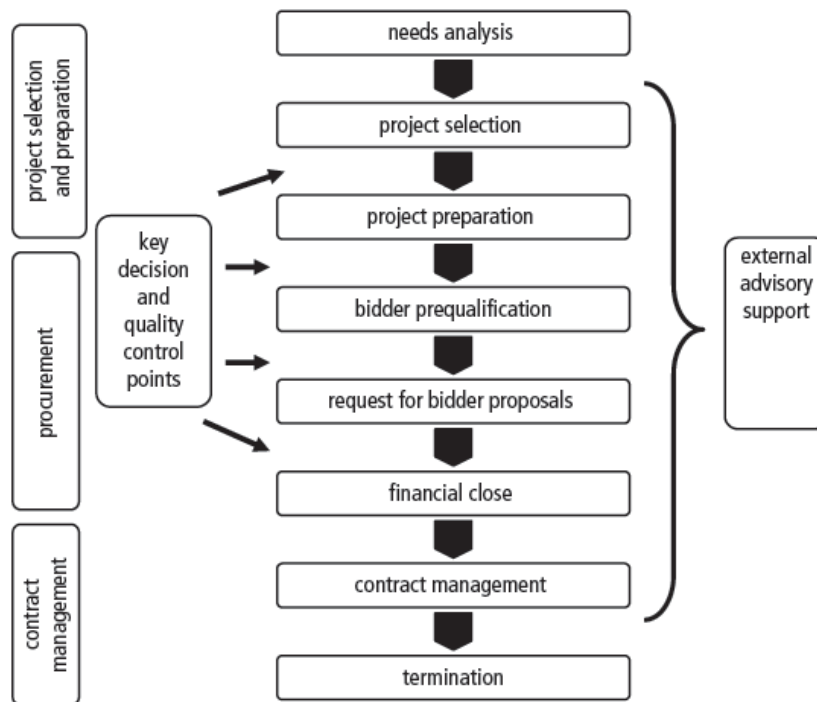 needs analysis
project selection
and preparation
project selection
project preparation
key
decision
and
quality
control
points
external
advisory
support
bidder prequalification
procurement
request for bidder proposals
financial close
contract
management
contract management
termination